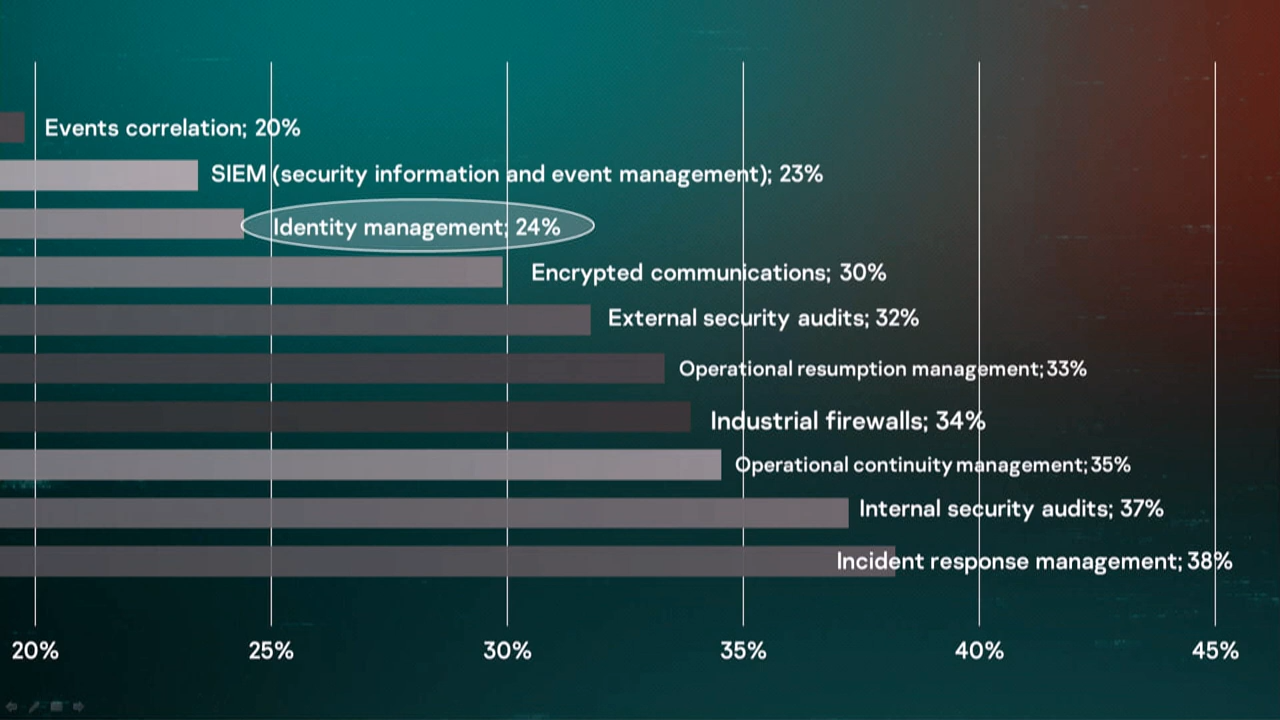 Events correlation; 20%
SIEM (security information and event management); 23%
Identity management; 24%
Encrypted communications; 30%
External security audits; 32%
Operational resumption management; 33%
Industrial firewalls; 34%
Operational continuity management; 35%
Internal security audits; 37%
Incident response management; 38%
20% 25% 30% 35% 40% 45%